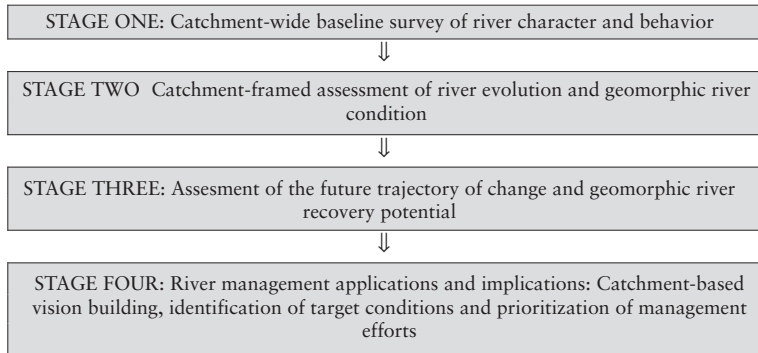 STAGE ONE: Catchment-wide baseline survey of river character and behavior
⇓
STAGE TWO Catchment-framed assessment of river evolution and geomorphic river
condition
⇓
STAGE THREE: Assesment of the future trajectory of change and geomorphic river
recovery potential
⇓
STAGE FOUR: River management applications and implications: Catchment-based
vision building, identification of target conditions and prioritization of management
efforts